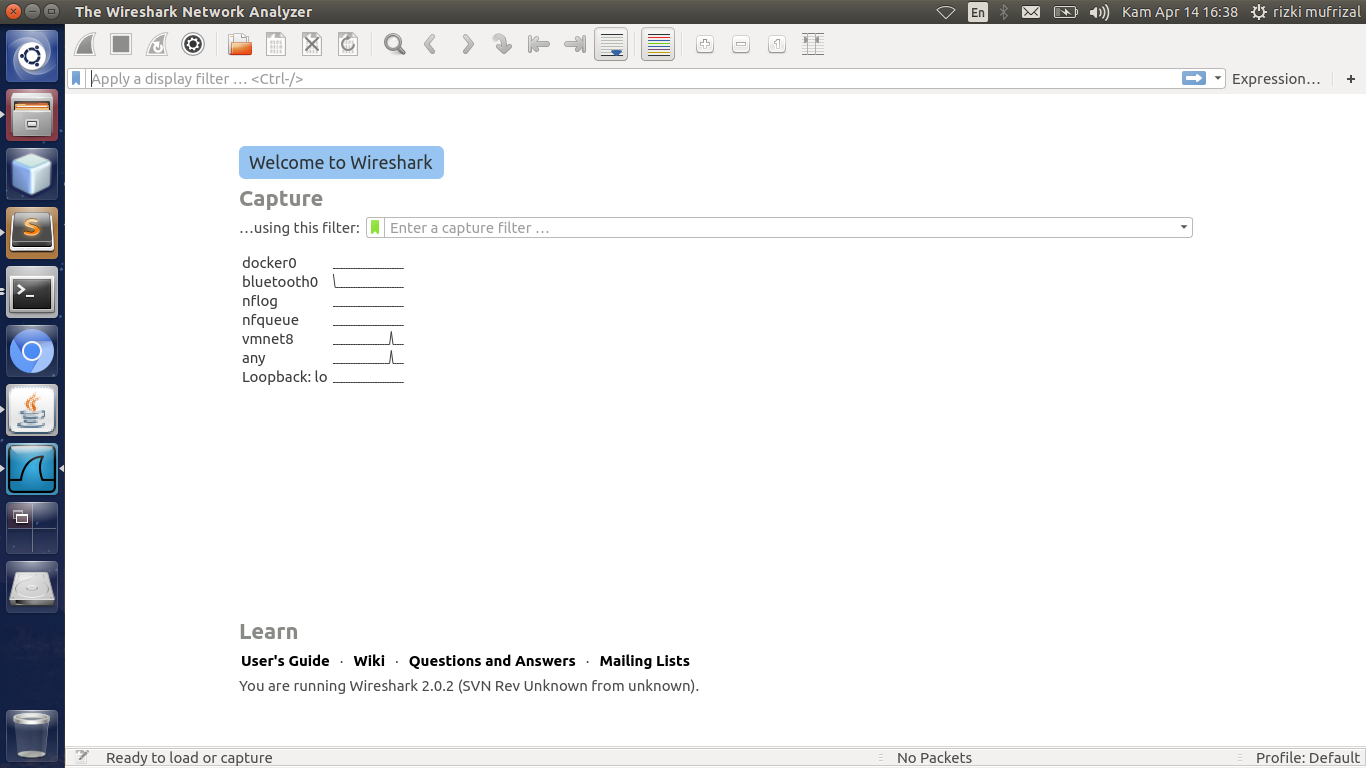 The Wireshark Network Analyzer
En
Kam Apr 14 16:38
rizki mufrizal
Apply a display filter … <Ctrl-/>
Expression…
+
Welcome to Wireshark
Capture
…using this filter:
Enter a capture filter …
docker0
bluetooth0
nflog
nfqueue
vmnet8
any
Loopback: lo
Learn
User's Guide · Wiki · Questions and Answers · Mailing Lists
You are running Wireshark 2.0.2 (SVN Rev Unknown from unknown).
Ready to load or capture
No Packets
Profile: Default